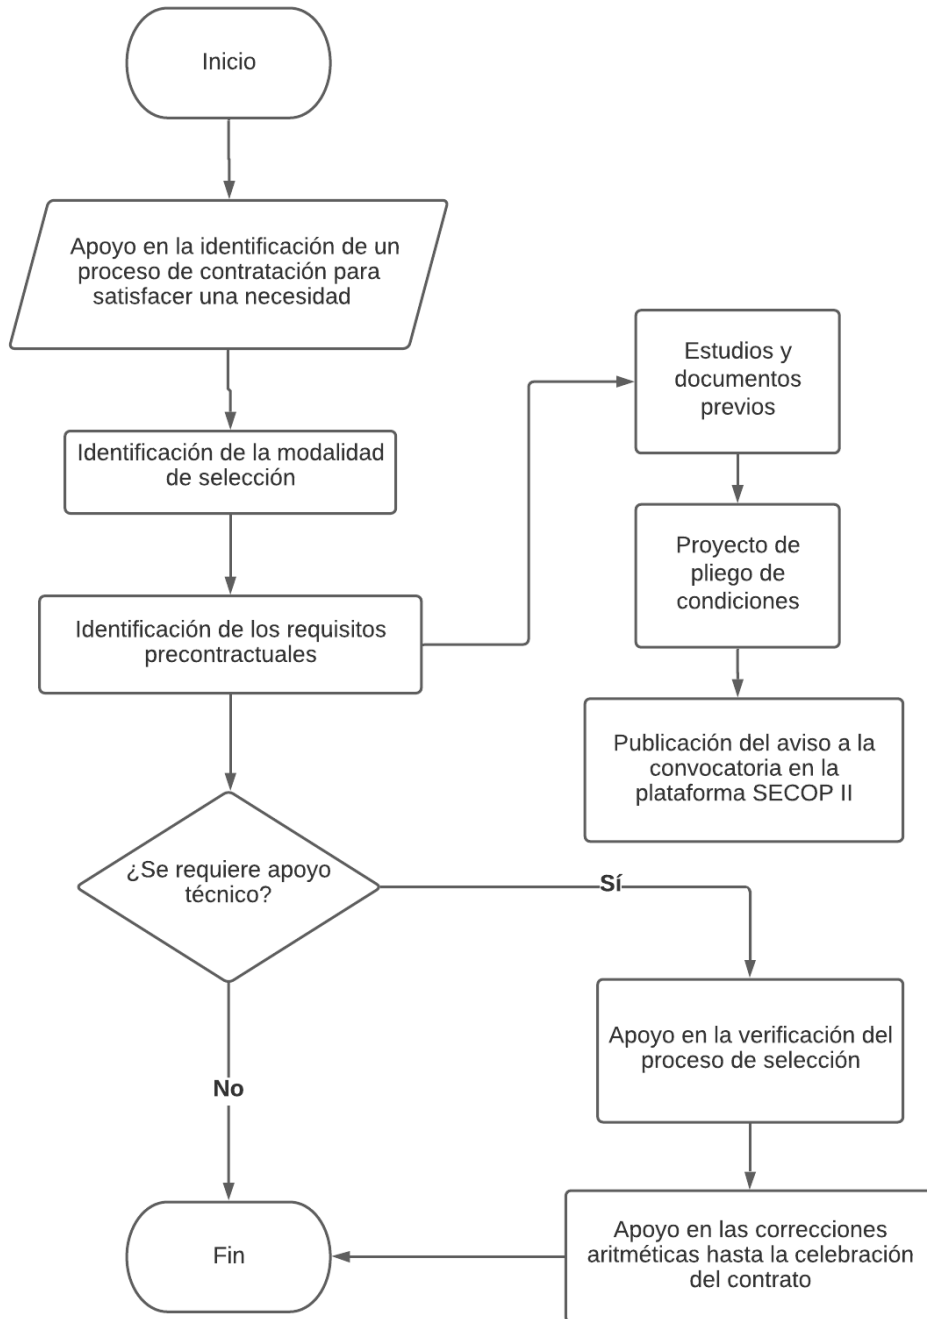 Inicio
Apoyo en la identificación de un
proceso de contratación para
satisfacer una necesidad
Identificación de la modalidad
de selección
Identificación de los requisitos
precontractuales
Estudios y
documentos
previos
Proyecto de
pliego de
condiciones
Publicación del aviso a la
convocatoria en la
plataforma SECOP II
¿Se requiere apoyo
técnico?
Sí
Apoyo en la verificación del
proceso de selección
No
Apoyo en las correcciones
aritméticas hasta la celebración
del contrato
Fin